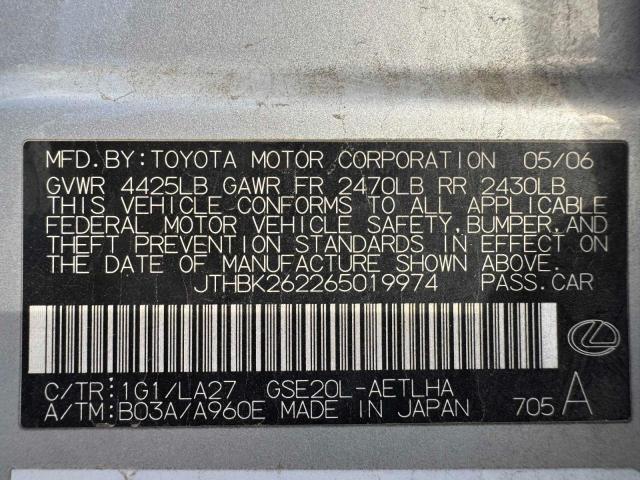 MFD. BY: TOYOTA MOTOR CORPORATION 05/06
GVWR 4425LB GAWR FR 2470LB RR 2430LB
THIS VEHICLE CONFORMS TO ALL APPLICABLE
FEDERAL MOTOR VEHICLE SAFETY, BUMPER, AND
THEFT PREVENTION STANDARDS IN EFFECT ON
THE DATE OF MANUFACTURE SHOWN ABOVE.
JTHBK262265019974 PASS. CAR
C/TR: 1G1/LA27 GSE20L-AETLHA
A/TM: B03A/A960E MADE IN JAPAN 705 A